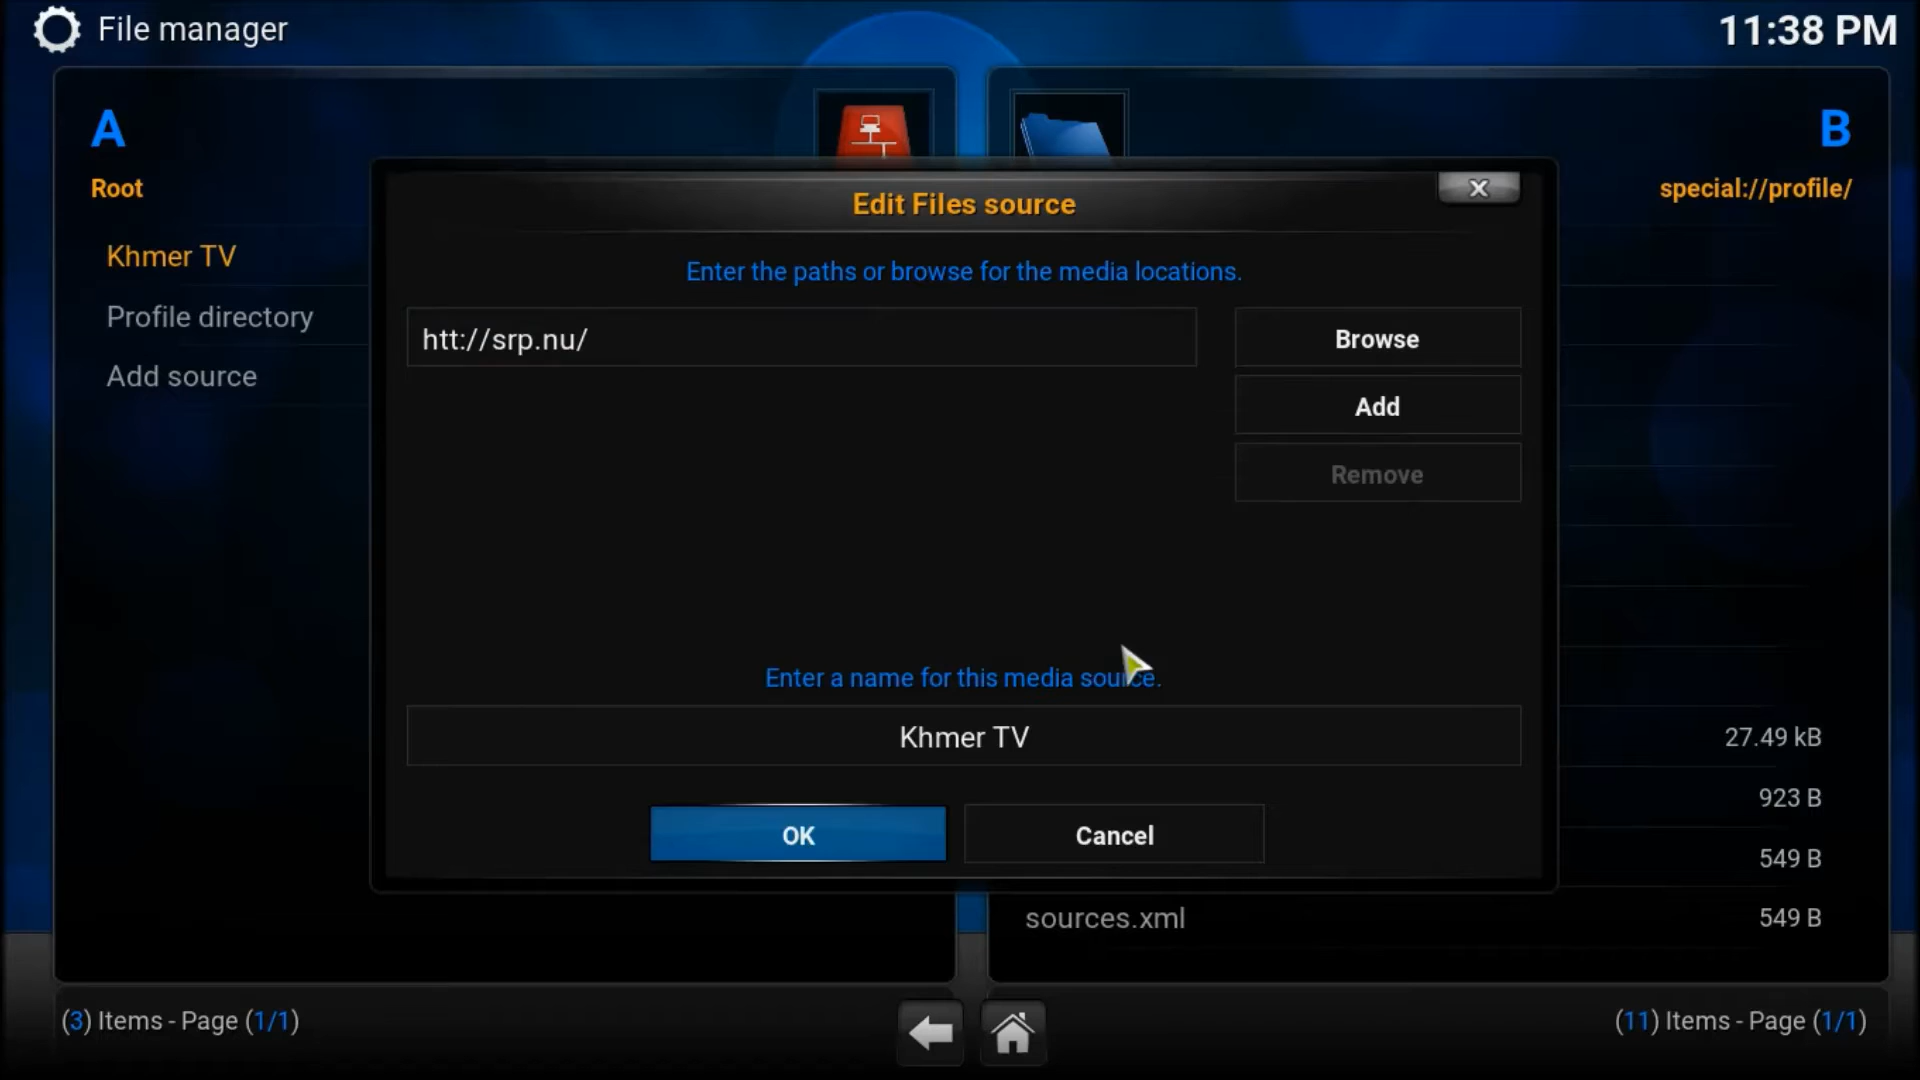 File manager
11:38 PM
A
B
Root
special://profile/
Khmer TV
Profile directory
Add source
Edit Files source
Enter the paths or browse for the media locations.
htt://srp.nu/
Browse
Add
Remove
Enter a name for this media source.
Khmer TV
OK
Cancel
27.49 kB
923 B
549 B
sources.xml
549 B
(3) Items - Page (1/1)
(11) Items - Page (1/1)